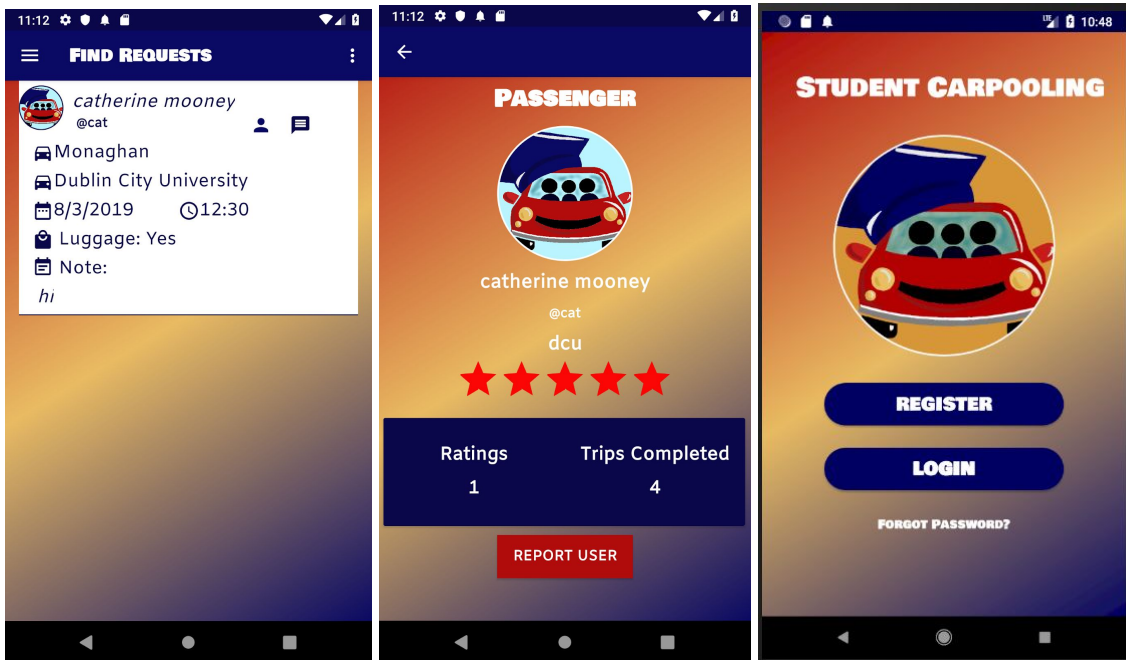 11:12
Find Requests
catherine mooney
@cat
Monaghan
Dublin City University
8/3/2019 12:30
Luggage: Yes
Note:
hi
11:12
Passenger
catherine mooney
@cat
dcu
Ratings Trips Completed
1 4
REPORT USER
LTE 10:48
Student Carpooling
REGISTER
LOGIN
Forgot Password?